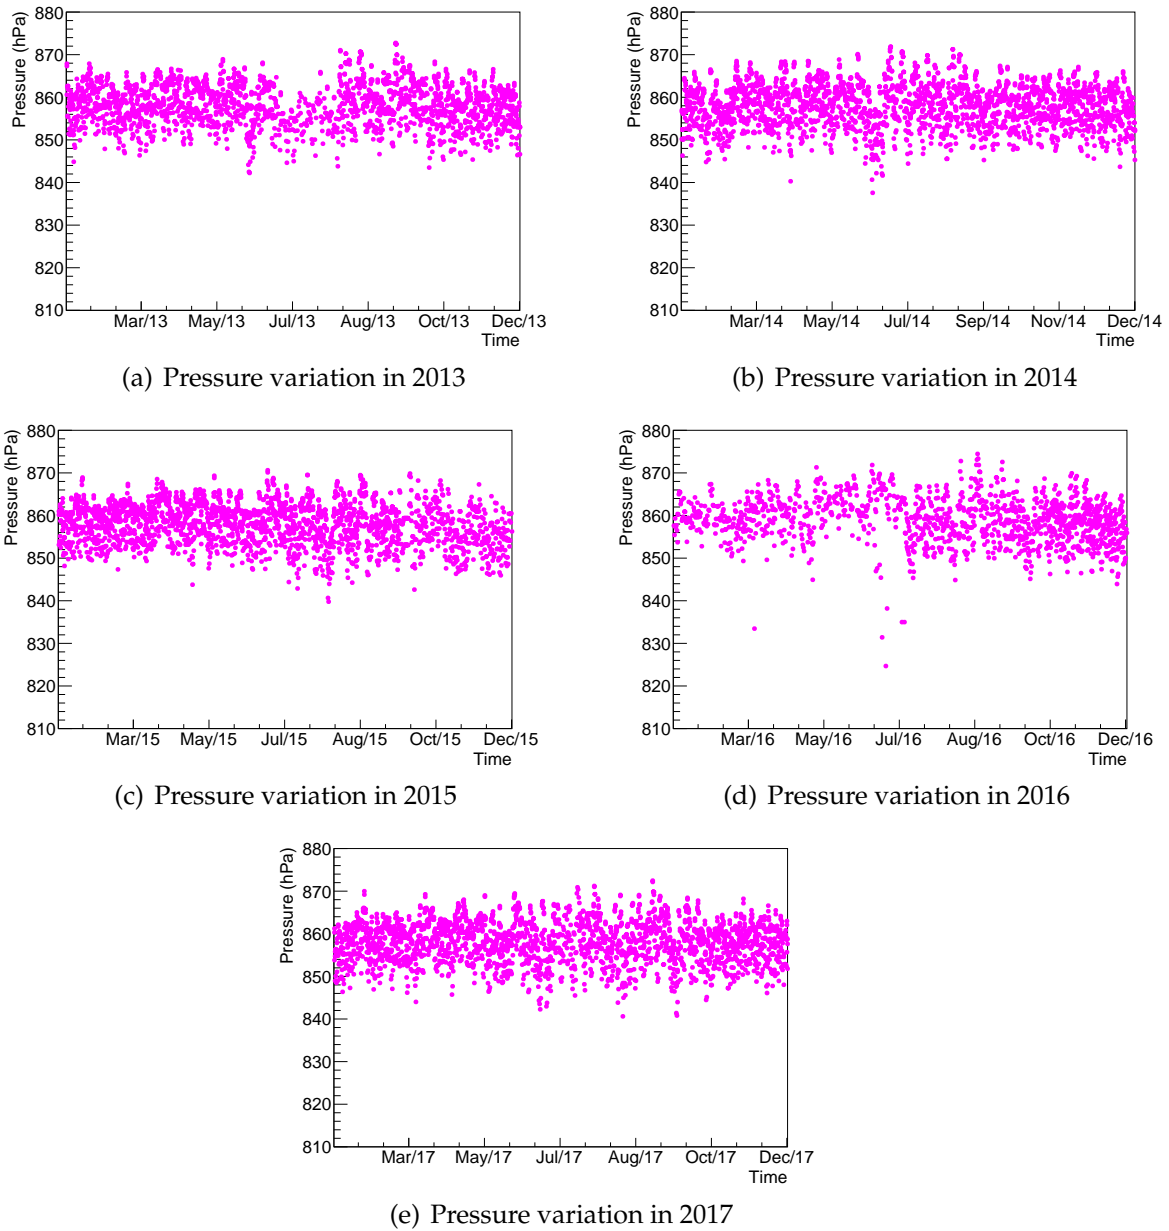 Pressure (hPa)
880
870
860
850
840
830
820
810
Mar/13 May/13 Jul/13 Aug/13 Oct/13 Dec/13
Time
(a) Pressure variation in 2013
Pressure (hPa)
880
870
860
850
840
830
820
810
Mar/14 May/14 Jul/14 Sep/14 Nov/14 Dec/14
Time
(b) Pressure variation in 2014
Pressure (hPa)
880
870
860
850
840
830
820
810
Mar/15 May/15 Jul/15 Aug/15 Oct/15 Dec/15
Time
(c) Pressure variation in 2015
Pressure (hPa)
880
870
860
850
840
830
820
810
Mar/16 May/16 Jul/16 Aug/16 Oct/16 Dec/16
Time
(d) Pressure variation in 2016
Pressure (hPa)
880
870
860
850
840
830
820
810
Mar/17 May/17 Jul/17 Aug/17 Oct/17 Dec/17
Time
(e) Pressure variation in 2017